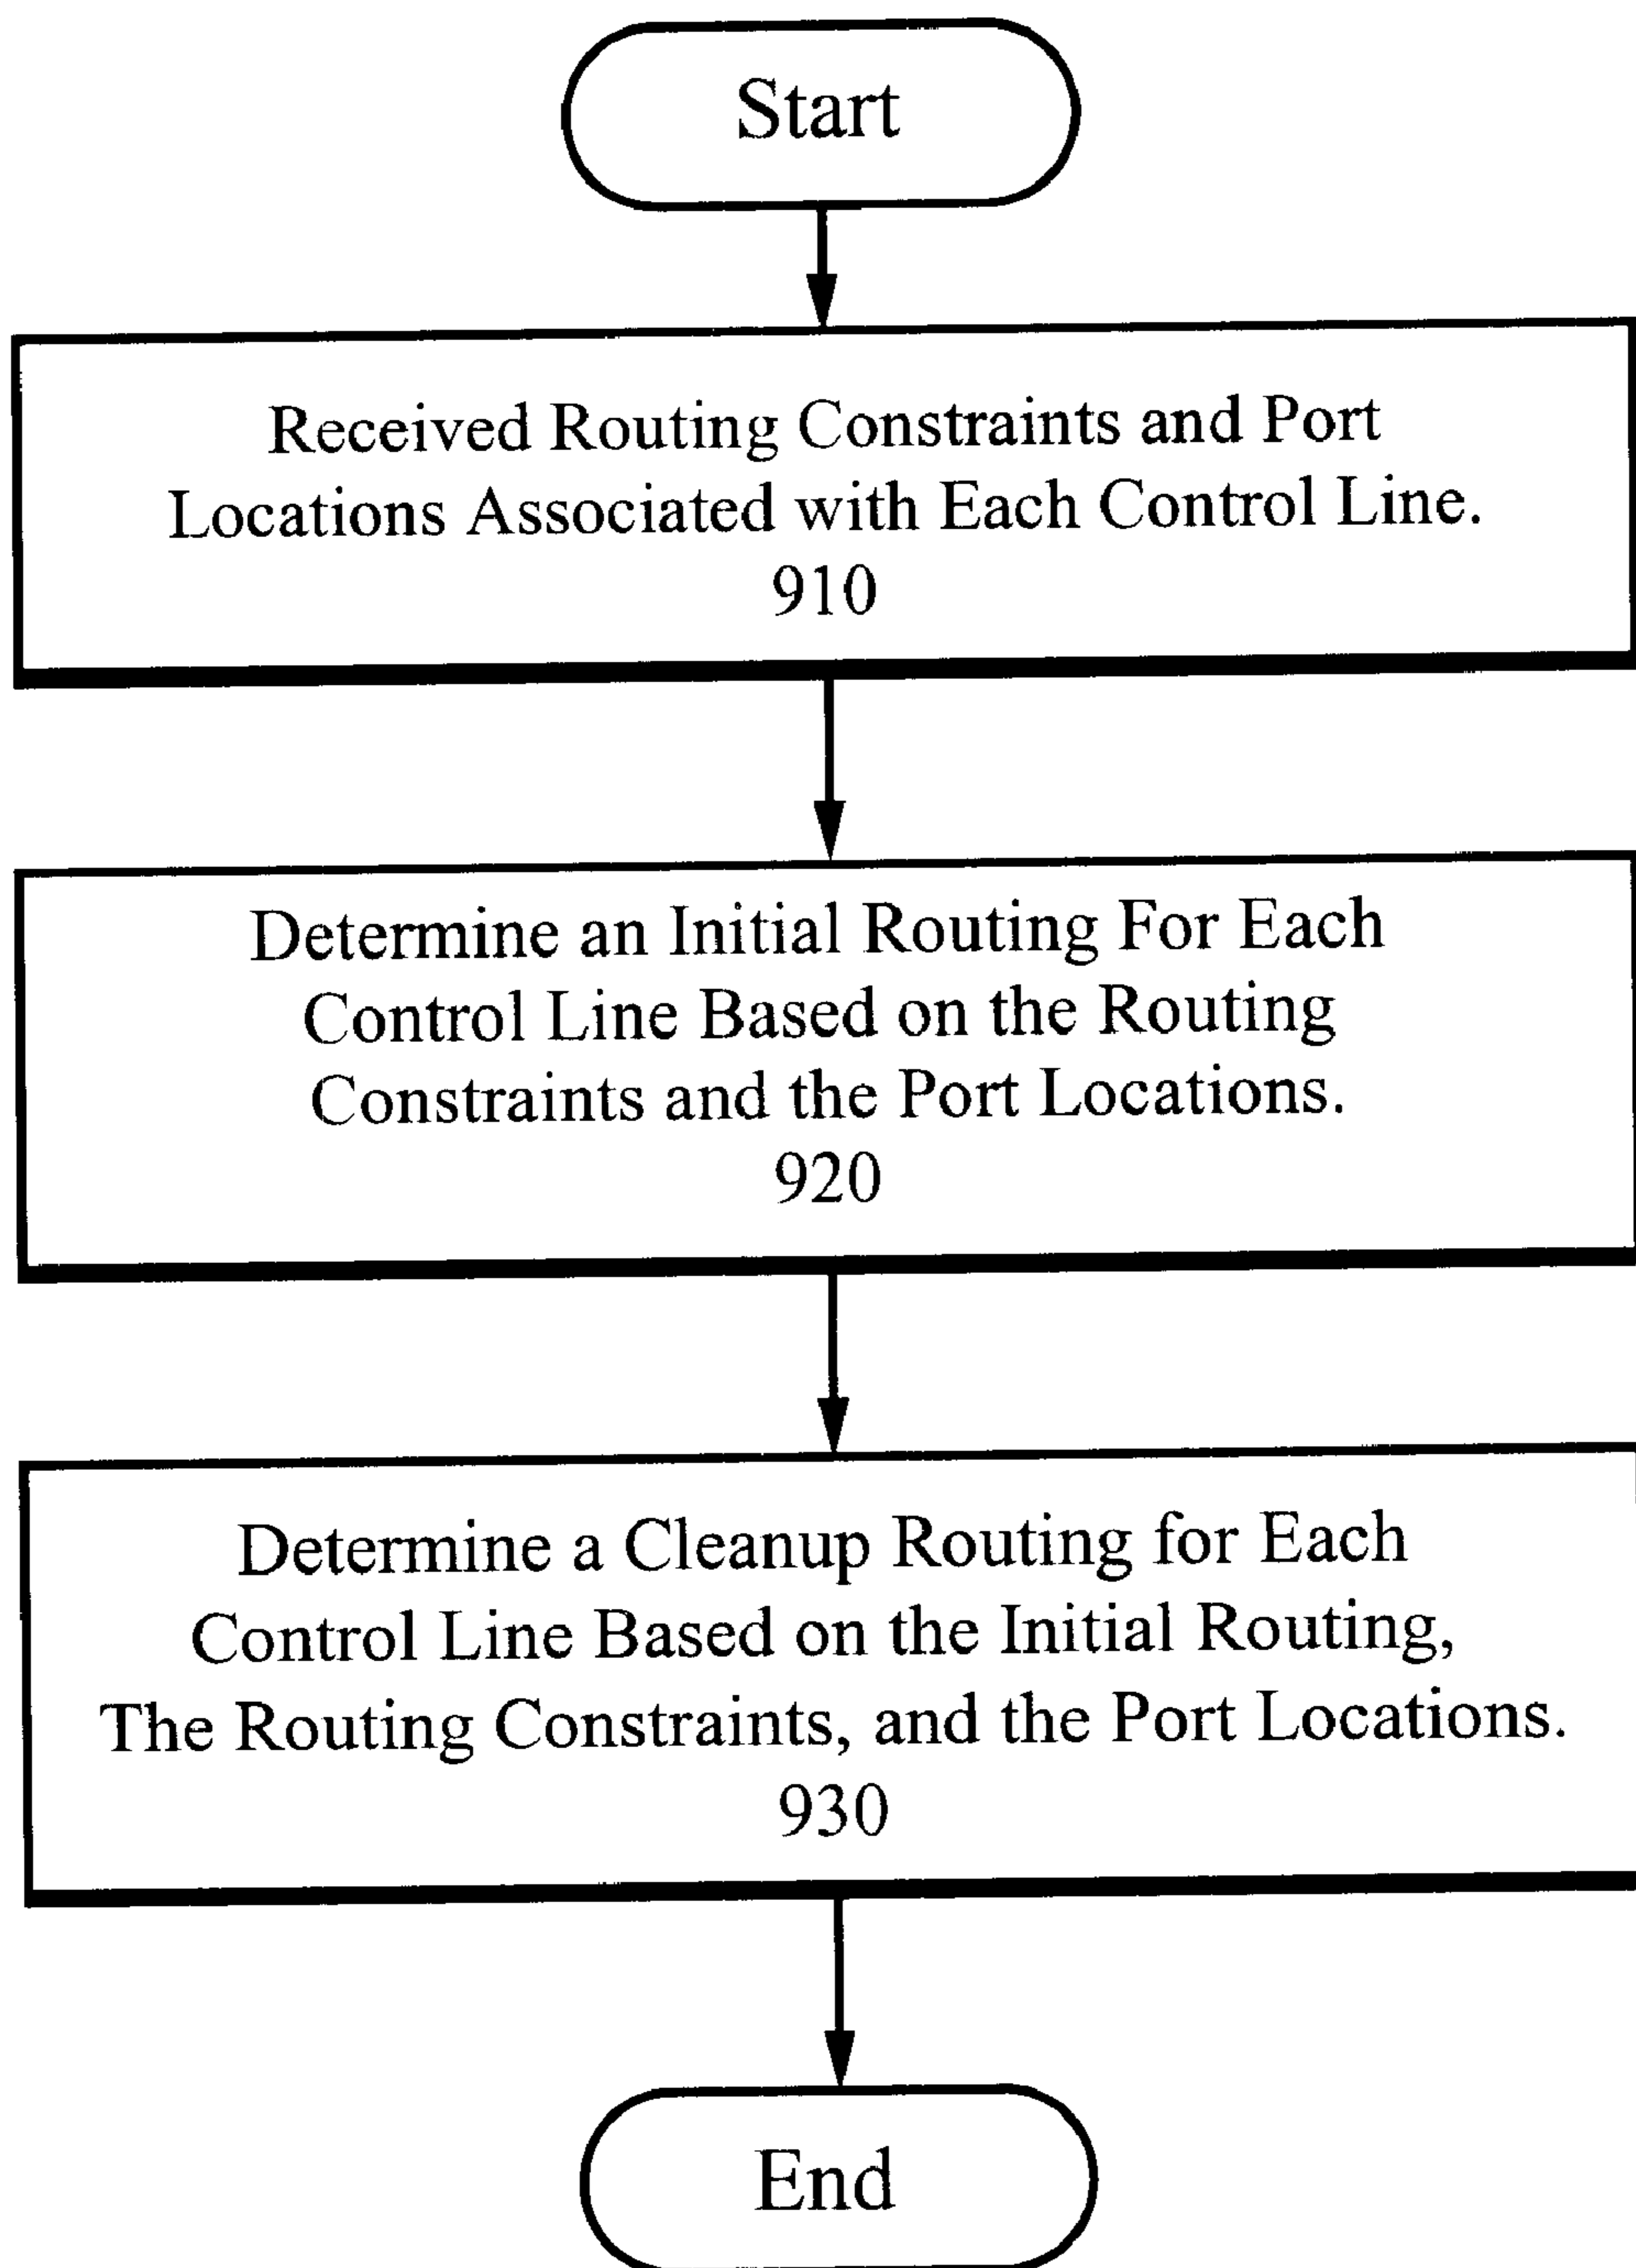 Start
Received Routing Constraints and Port
Locations Associated with Each Control Line.
910
Determine an Initial Routing For Each
Control Line Based on the Routing
Constraints and the Port Locations.
920
Determine a Cleanup Routing for Each
Control Line Based on the Initial Routing,
The Routing Constraints, and the Port Locations.
930
End